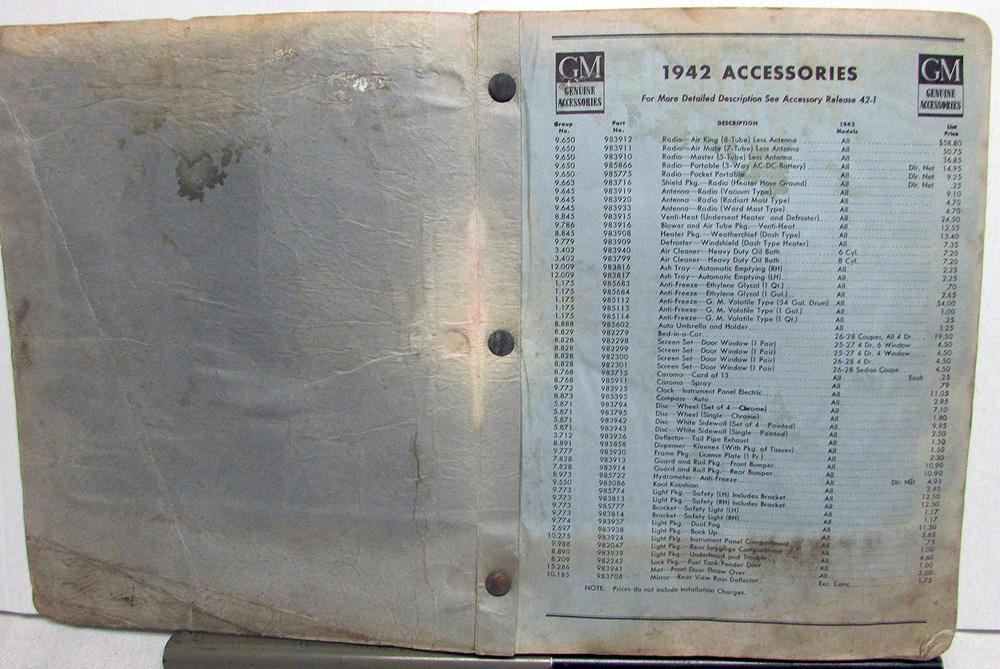 GM
GENUINE
ACCESSORIES
1942 ACCESSORIES
For More Detailed Description See Accessory Release 42-1
GM
GENUINE
ACCESSORIES
Group No. Part No. DESCRIPTION 1942 Models List Price
9.650 983912 Radio—Air King (8-Tube) Less Antenna All $58.80
9.650 983911 Radio—Air Mate (7-Tube) Less Antenna All 50.75
9.650 983910 Radio—Master (5-Tube) Less Antenna All 36.85
9.650 985866 Radio—Portable (3-Way AC-DC-Battery) All Dlr. Net 14.95
9.650 985775 Radio—Pocket Portable All Dlr. Net 9.25
9.663 983716 Shield Pkg.—Radio (Heater Hose Ground) All Dlr. Net .25
9.645 983919 Antenna—Radio (Vacuum Type) All 9.10
9.645 983920 Antenna—Radio (Radiart Mast Type) All 4.70
9.645 983933 Antenna—Radio (Ward Mast Type) All 4.70
8.845 983915 Venti-Heat (Underseat Heater and Defroster) All 24.50
9.786 983916 Blower and Air Tube Pkg.—Venti-Heat All 12.55
8.845 983908 Heater Pkg.—Weatherchief (Dash Type) All 13.40
9.779 983909 Defroster—Windshield (Dash Type Heater) All 7.35
3.402 983940 Air Cleaner—Heavy Duty Oil Bath 6 Cyl. 7.20
3.402 983799 Air Cleaner—Heavy Duty Oil Bath 8 Cyl. 7.20
12.009 983816 Ash Tray—Automatic Emptying (RH) All 2.25
12.009 983817 Ash Tray—Automatic Emptying (LH) All 2.25
1.175 985683 Anti-Freeze—Ethylene Glycol (1 Qt.) All .70
1.175 985684 Anti-Freeze—Ethylene Glycol (1 Gal.) All 2.65
1.175 985112 Anti-Freeze—G. M. Volatile Type (54 Gal. Drum) All 54.00
1.175 985113 Anti-Freeze—G. M. Volatile Type (1 Gal.) All 1.00
1.175 985114 Anti-Freeze—G. M. Volatile Type (1 Qt.) All .25
8.888 985602 Auto Umbrella and Holder All 3.25
8.829 982279 Bed-in-a-Car 26-28 Coupes, All 4 Dr. 19.50
8.828 982298 Screen Set—Door Window (1 Pair) 25-27 4 Dr. 6 Window 4.50
8.828 982299 Screen Set—Door Window (1 Pair) 25-27 4 Dr. 4 Window 4.50
8.828 982300 Screen Set—Door Window (1 Pair) 26-28 4 Dr. 4.50
8.828 982301 Screen Set—Door Window (1 Pair) 26-28 Sedan Coupe 4.50
8.768 983715 Caroma—Card of 13 All Each .25
8.768 985911 Caroma—Spray All .79
9.772 983925 Clock—Instrument Panel Electric All 11.05
8.873 985395 Compass—Auto All 2.95
5.871 983794 Disc—Wheel (Set of 4—Chrome) All 7.10
5.871 983795 Disc—Wheel (Single—Chrome) All 1.80
5.871 983942 Disc—White Sidewall (Set of 4—Painted) All 9.95
5.871 983943 Disc—White Sidewall (Single—Painted) All 2.50
3.712 983936 Deflector—Tail Pipe Exhaust All 1.30
8.891 985858 Dispenser—Kleenex (With Pkg. of Tissues) All 1.50
9.777 983930 Frame Pkg.—License Plate (1 Pr.) All 2.30
7.828 983913 Guard and Rail Pkg.—Front Bumper All 10.90
7.828 983914 Guard and Rail Pkg.—Rear Bumper All 10.90
8.973 985722 Hydrometer—Anti-Freeze All Dlr. Net 4.95
9.550 985086 Kool Kooshion All 2.95
9.773 985774 Light Pkg.—Safety (LH) Includes Bracket All 12.50
9.773 983813 Light Pkg.—Safety (RH) Includes Bracket All 12.50
9.773 985777 Bracket—Safety Light (LH) All 1.17
9.773 983814 Bracket—Safety Light (RH) All 1.17
9.774 983937 Light Pkg.—Dual Fog All 11.30
2.697 983938 Light Pkg.—Back Up All 5.65
10.275 983924 Light Pkg.—Instrument Panel Compartment All .75
9.988 982047 Light Pkg.—Rear Luggage Compartment All 1.00
8.890 983939 Light Pkg.—Underhood and Trouble All 4.60
8.209 982242 Lock Pkg.—Fuel Tank Fender Door All 1.00
15.286 983941 Mat—Front Door Throw Over All 2.00
10.185 983708 Mirror—Rear View Rain Deflector Exc. Conv. 1.75
NOTE: Prices do not include Installation Charges.